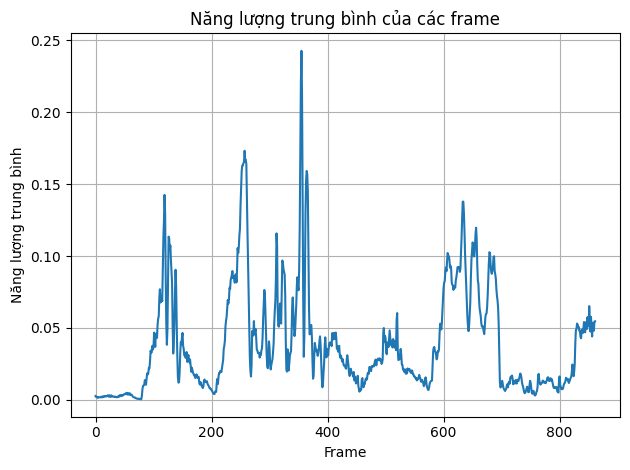 Năng lượng trung bình của các frame
Năng lượng trung bình
0.25
0.20
0.15
0.10
0.05
0.00
0 200 400 600 800
Frame